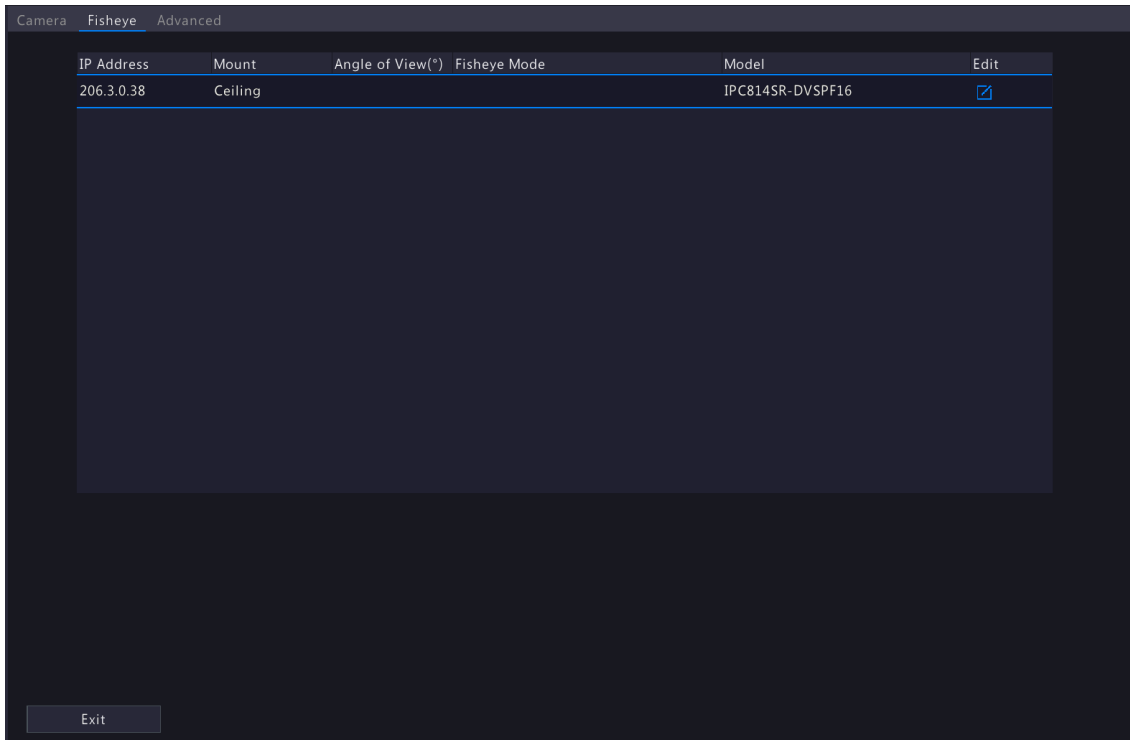 Camera Fisheye Advanced
IP Address Mount Angle of View(°) Fisheye Mode Model Edit
206.3.0.38 Ceiling IPC814SR-DVSPF16
Exit